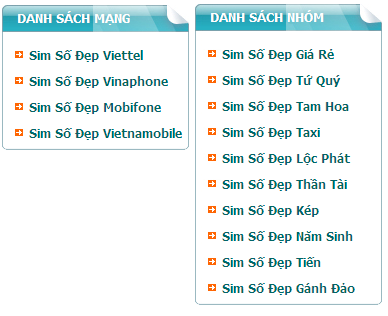 DANH SÁCH MẠNG
Sim Số Đẹp Viettel
Sim Số Đẹp Vinaphone
Sim Số Đẹp Mobifone
Sim Số Đẹp Vietnamobile
DANH SÁCH NHÓM
Sim Số Đẹp Giá Rẻ
Sim Số Đẹp Tứ Quý
Sim Số Đẹp Tam Hoa
Sim Số Đẹp Taxi
Sim Số Đẹp Lộc Phát
Sim Số Đẹp Thần Tài
Sim Số Đẹp Kép
Sim Số Đẹp Năm Sinh
Sim Số Đẹp Tiến
Sim Số Đẹp Gánh Đảo